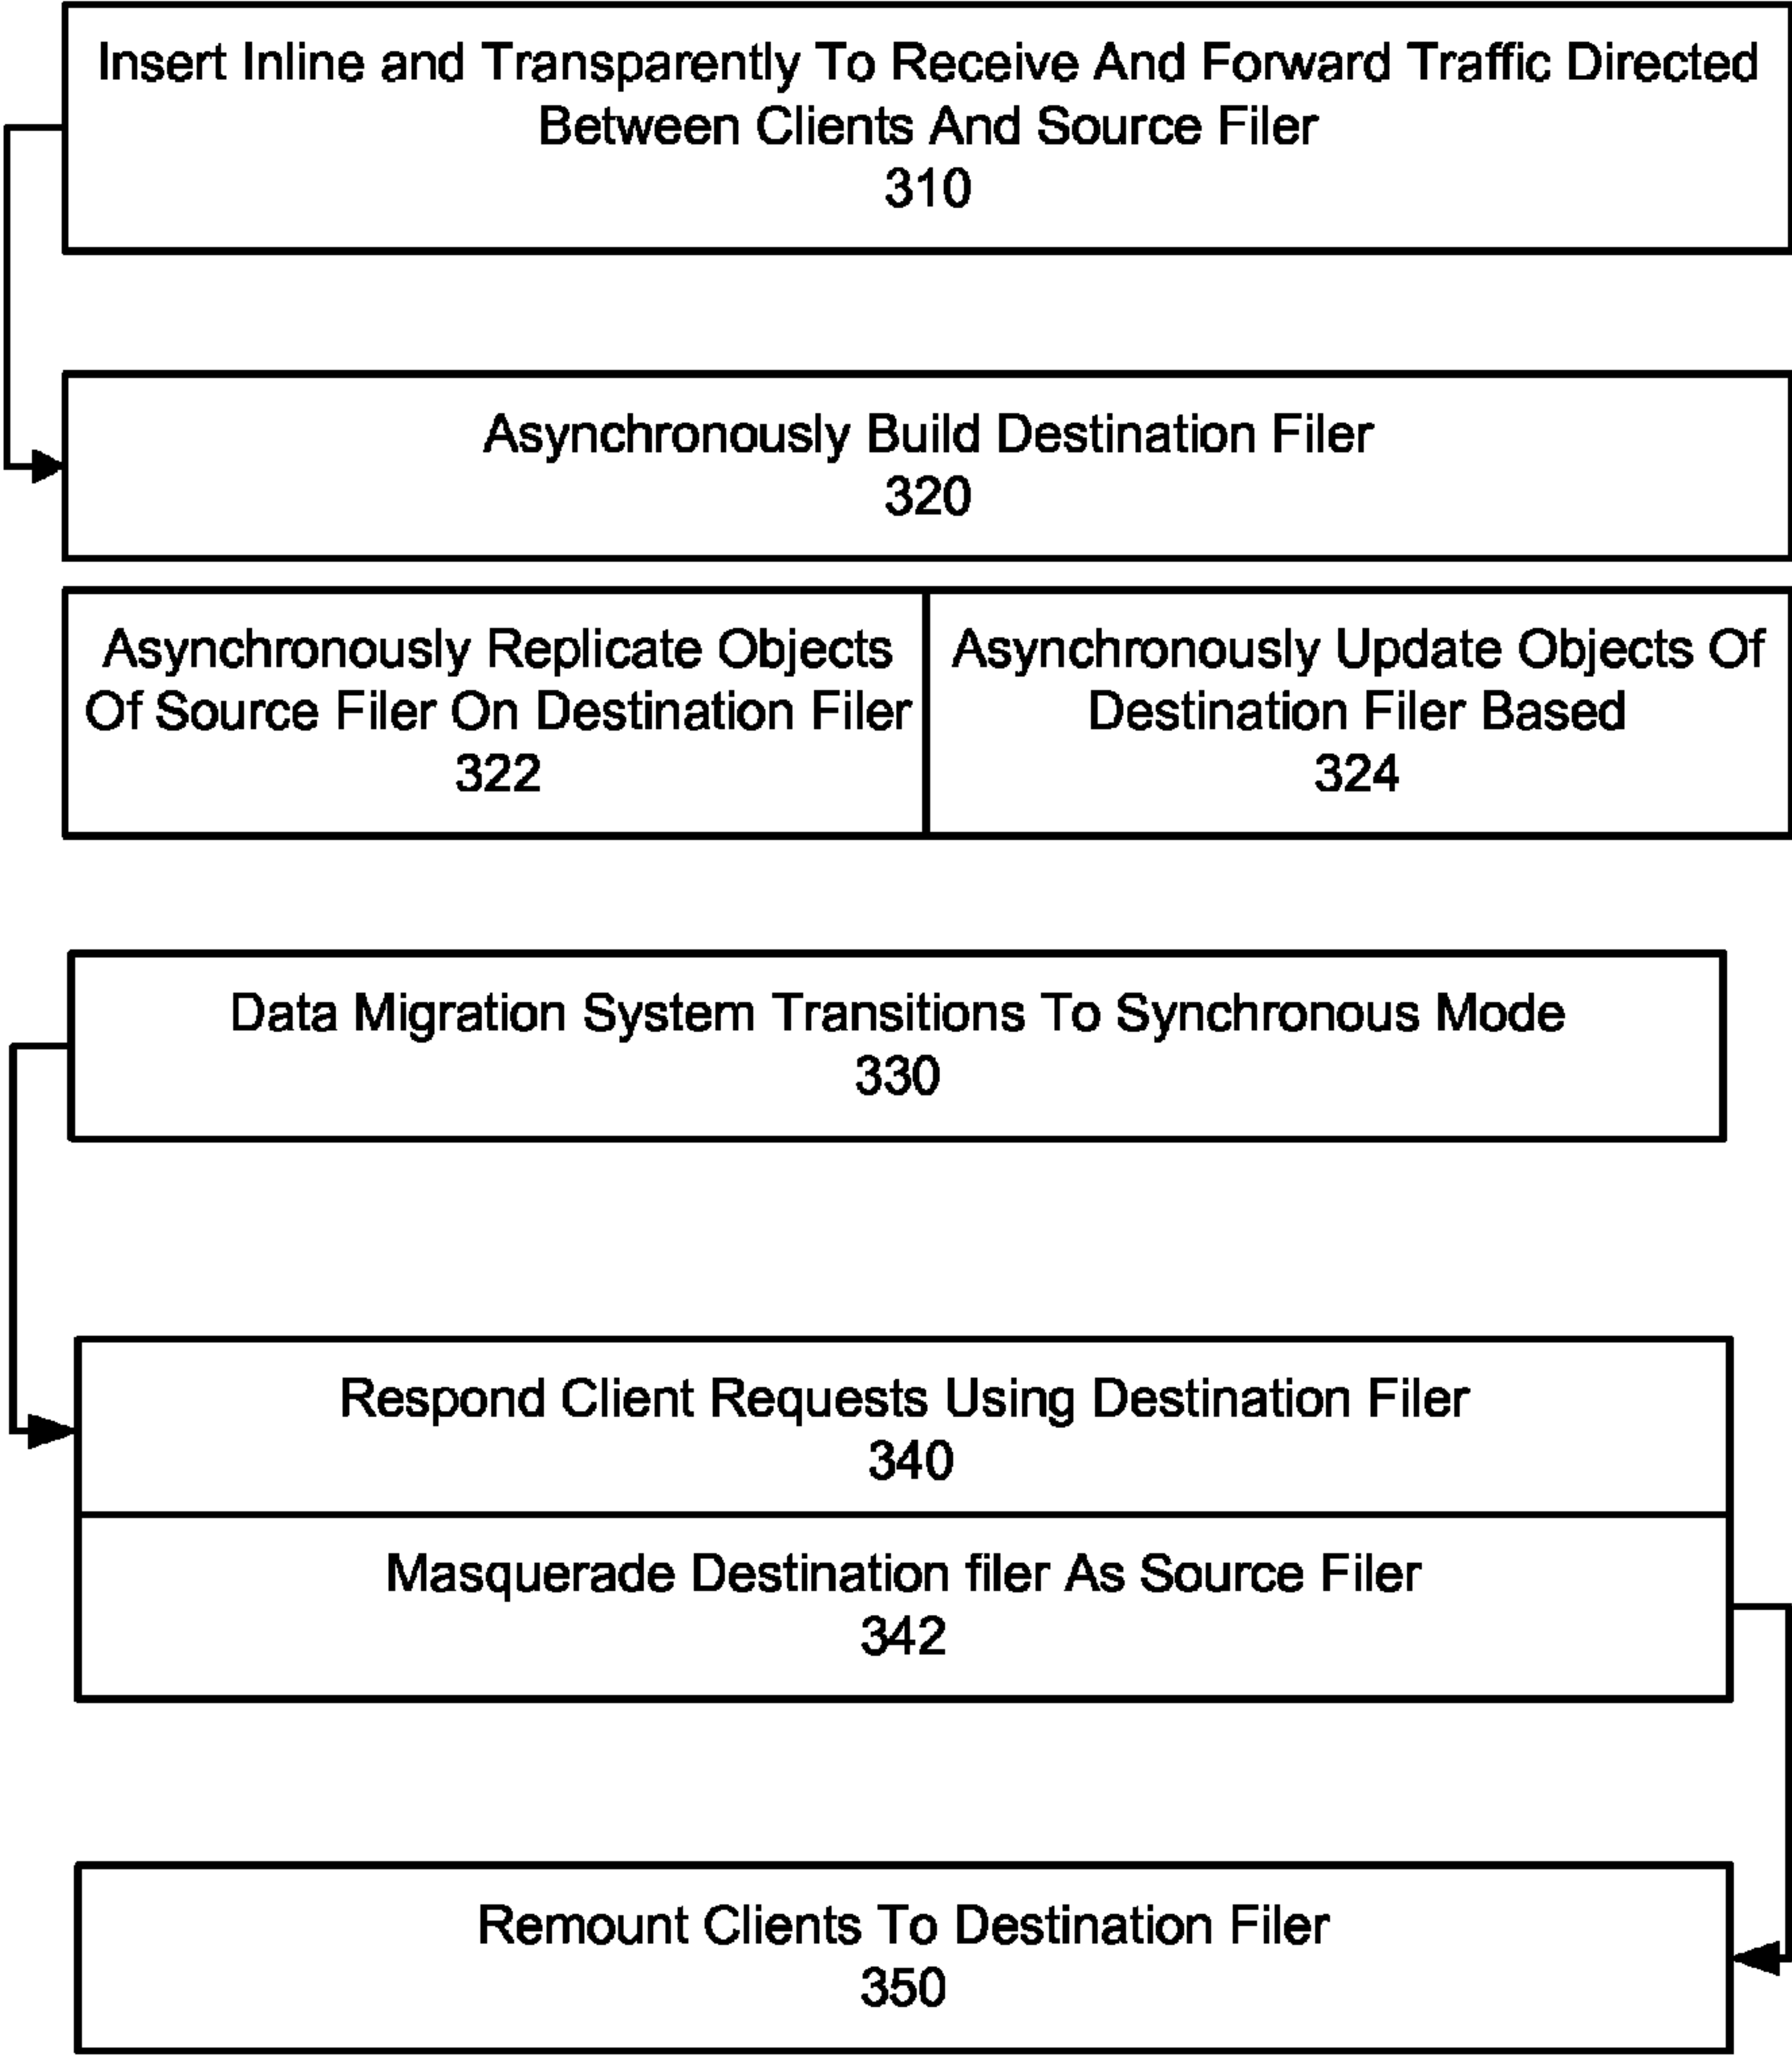 Insert Inline and Transparently To Receive And Forward Traffic Directed
Between Clients And Source Filer
310
Asynchronously Build Destination Filer
320
Asynchronously Replicate Objects
Of Source Filer On Destination Filer
322
Asynchronously Update Objects Of
Destination Filer Based
324
Data Migration System Transitions To Synchronous Mode
330
Respond Client Requests Using Destination Filer
340
Masquerade Destination filer As Source Filer
342
Remount Clients To Destination Filer
350